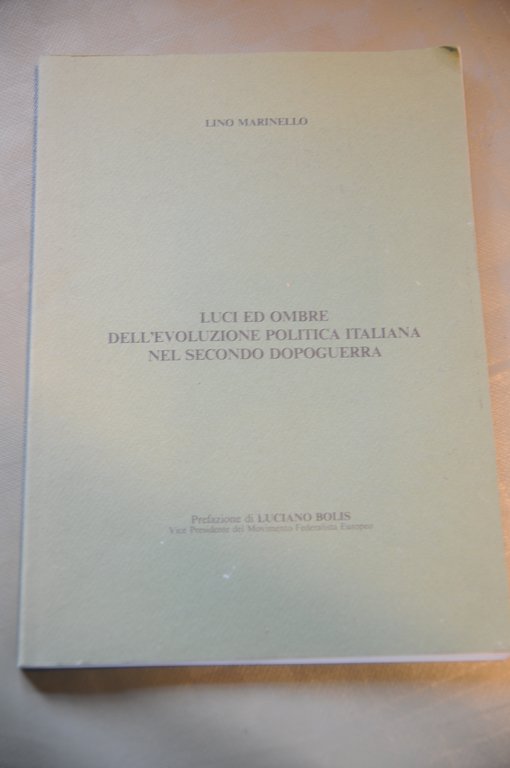 LINO MARINELLO
LUCI ED OMBRE
DELL'EVOLUZIONE POLITICA ITALIANA
NEL SECONDO DOPOGUERRA
Prefazione di LUCIANO BOLIS
Vice Presidente del Movimento Federalista Europeo